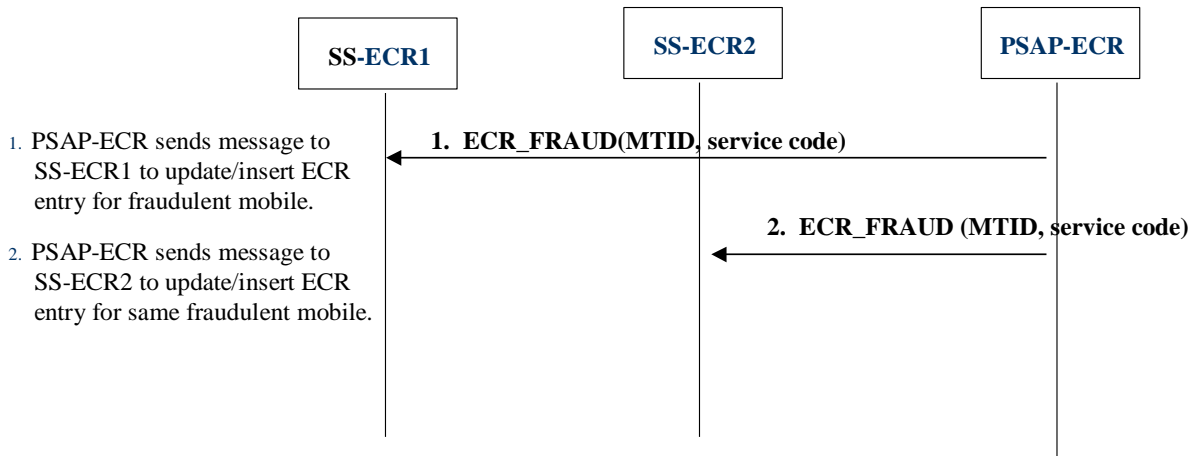 SS-ECR1
SS-ECR2
PSAP-ECR
1. PSAP-ECR sends message to
SS-ECR1 to update/insert ECR
entry for fraudulent mobile.
1. ECR_FRAUD(MTID, service code)
2. ECR_FRAUD (MTID, service code)
2. PSAP-ECR sends message to
SS-ECR2 to update/insert ECR
entry for same fraudulent mobile.